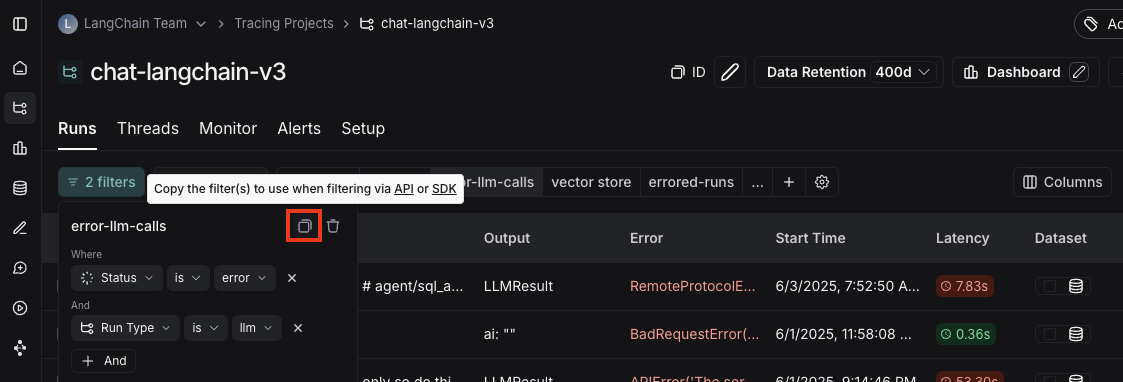 L LangChain Team Tracing Projects chat-langchain-v3
chat-langchain-v3 ID Data Retention 400d Dashboard
Runs Threads Monitor Alerts Setup
2 filters r-llm-calls vector store errored-runs ... + Columns
Copy the filter(s) to use when filtering via API or SDK
error-llm-calls
Output Error Start Time Latency Dataset
Where
Status is error ×
# agent/sql_a... LLMResult RemoteProtocolE... 6/3/2025, 7:52:50 A... 7.83s
And
Run Type is llm ×
ai: "" BadRequestError(... 6/1/2025, 11:58:08 ... 0.36s
+ And
only so do thi... LLMResult APIError('The ser... 6/1/2025, 9:14:46 PM 53.30s